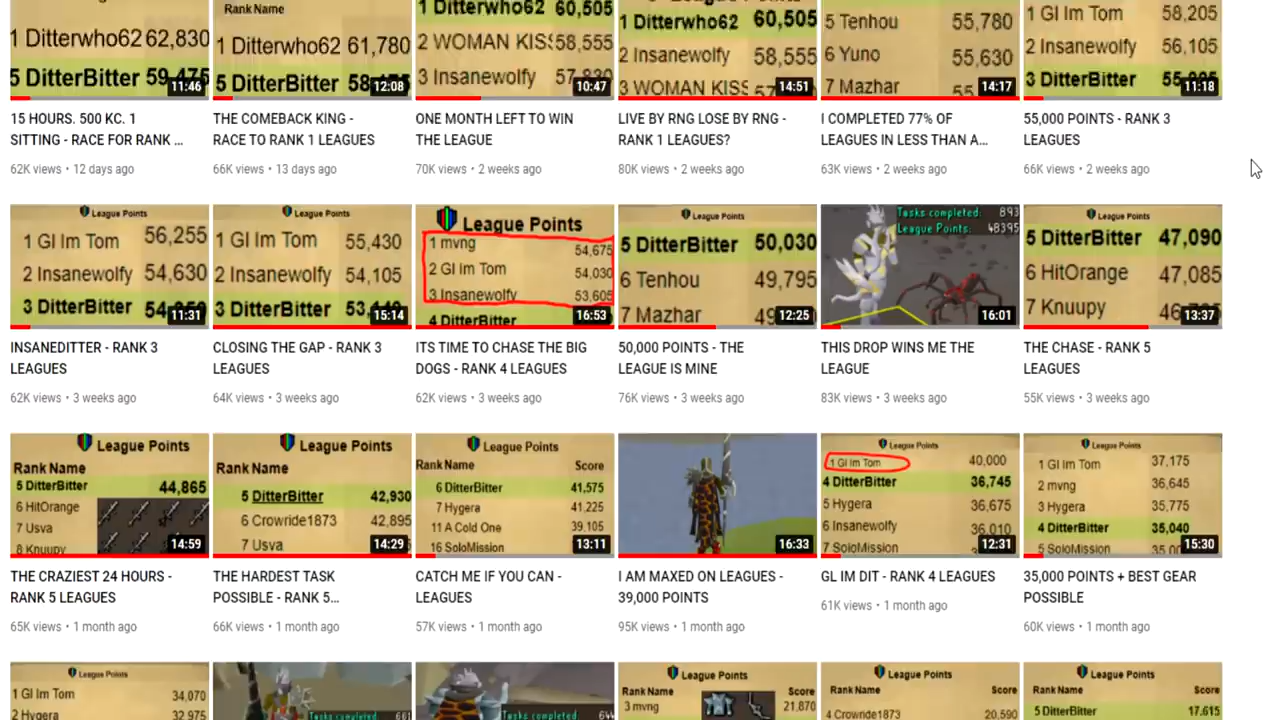 1 Ditterwho62 62,830
5 DitterBitter 59,475
11:46
15 HOURS. 500 KC. 1
SITTING - RACE FOR RANK ...
62K views • 12 days ago
Rank Name
1 Ditterwho62 61,780
5 DitterBitter
12:08
THE COMEBACK KING -
RACE TO RANK 1 LEAGUES
66K views • 13 days ago
1 Ditterwho62 60,505
2 WOMAN KISS 58,555
3 Insanewolfy 57,830
10:47
ONE MONTH LEFT TO WIN
THE LEAGUE
70K views • 2 weeks ago
1 Ditterwho62 60,505
2 Insanewolfy 58,555
3 WOMAN KISS
14:51
LIVE BY RNG LOSE BY RNG -
RANK 1 LEAGUES?
80K views • 2 weeks ago
5 Tenhou 55,780
6 Yuno 55,630
7 Mazhar
14:17
I COMPLETED 77% OF
LEAGUES IN LESS THAN A...
63K views • 2 weeks ago
1 GI Im Tom 58,205
2 Insanewolfy 56,105
3 DitterBitter
11:18
55,000 POINTS - RANK 3
LEAGUES
66K views • 2 weeks ago
League Points
1 GI Im Tom 56,255
2 Insanewolfy 54,630
3 DitterBitter
11:31
INSANEDITTER - RANK 3
LEAGUES
62K views • 3 weeks ago
League Points
1 GI Im Tom 55,430
2 Insanewolfy 54,105
3 DitterBitter
15:14
CLOSING THE GAP - RANK 3
LEAGUES
64K views • 3 weeks ago
League Points
1 mvng 54,675
2 GI Im Tom 54,030
3 Insanewolfy 53,605
4 DitterBitter
16:53
ITS TIME TO CHASE THE BIG
DOGS - RANK 4 LEAGUES
62K views • 3 weeks ago
League Points
5 DitterBitter 50,030
6 Tenhou 49,795
7 Mazhar
12:25
50,000 POINTS - THE
LEAGUE IS MINE
76K views • 3 weeks ago
Tasks completed: 893
League Points: 48395
16:01
THIS DROP WINS ME THE
LEAGUE
83K views • 3 weeks ago
League Points
5 DitterBitter 47,090
6 HitOrange 47,085
7 Knuupy
13:37
THE CHASE - RANK 5
LEAGUES
55K views • 3 weeks ago
League Points
Rank Name
5 DitterBitter 44,865
6 HitOrange
7 Usva
8 Knuupy
14:59
THE CRAZIEST 24 HOURS -
RANK 5 LEAGUES
65K views • 1 month ago
League Points
Rank Name
5 DitterBitter 42,930
6 Crowride1873 42,895
7 Usva
14:29
THE HARDEST TASK
POSSIBLE - RANK 5...
66K views • 1 month ago
League Points
Rank Name Score
6 DitterBitter 41,575
7 Hygera 41,225
11 A Cold One 39,105
16 SoloMission
13:11
CATCH ME IF YOU CAN -
LEAGUES
57K views • 1 month ago
16:33
I AM MAXED ON LEAGUES -
39,000 POINTS
95K views • 1 month ago
League Points
1 GI Im Tom 40,000
4 DitterBitter 36,745
5 Hygera 36,675
6 Insanewolfy 36,010
7 SoloMission
12:31
GL IM DIT - RANK 4 LEAGUES
61K views • 1 month ago
League Points
1 GI Im Tom 37,175
2 mvng 36,645
3 Hygera 35,775
4 DitterBitter 35,040
5 SoloMission
15:30
35,000 POINTS + BEST GEAR
POSSIBLE
60K views • 1 month ago
League Points
1 GI Im Tom 34,070
2 Hygera 32,975
Tasks completed: 681
Tasks completed:
League Points
Rank Name Score
3 mvng 21,870
League Points
Rank Name Score
4 Crowride1873 20,590
League Points
Rank Name Score
5 DitterBitter 17,615